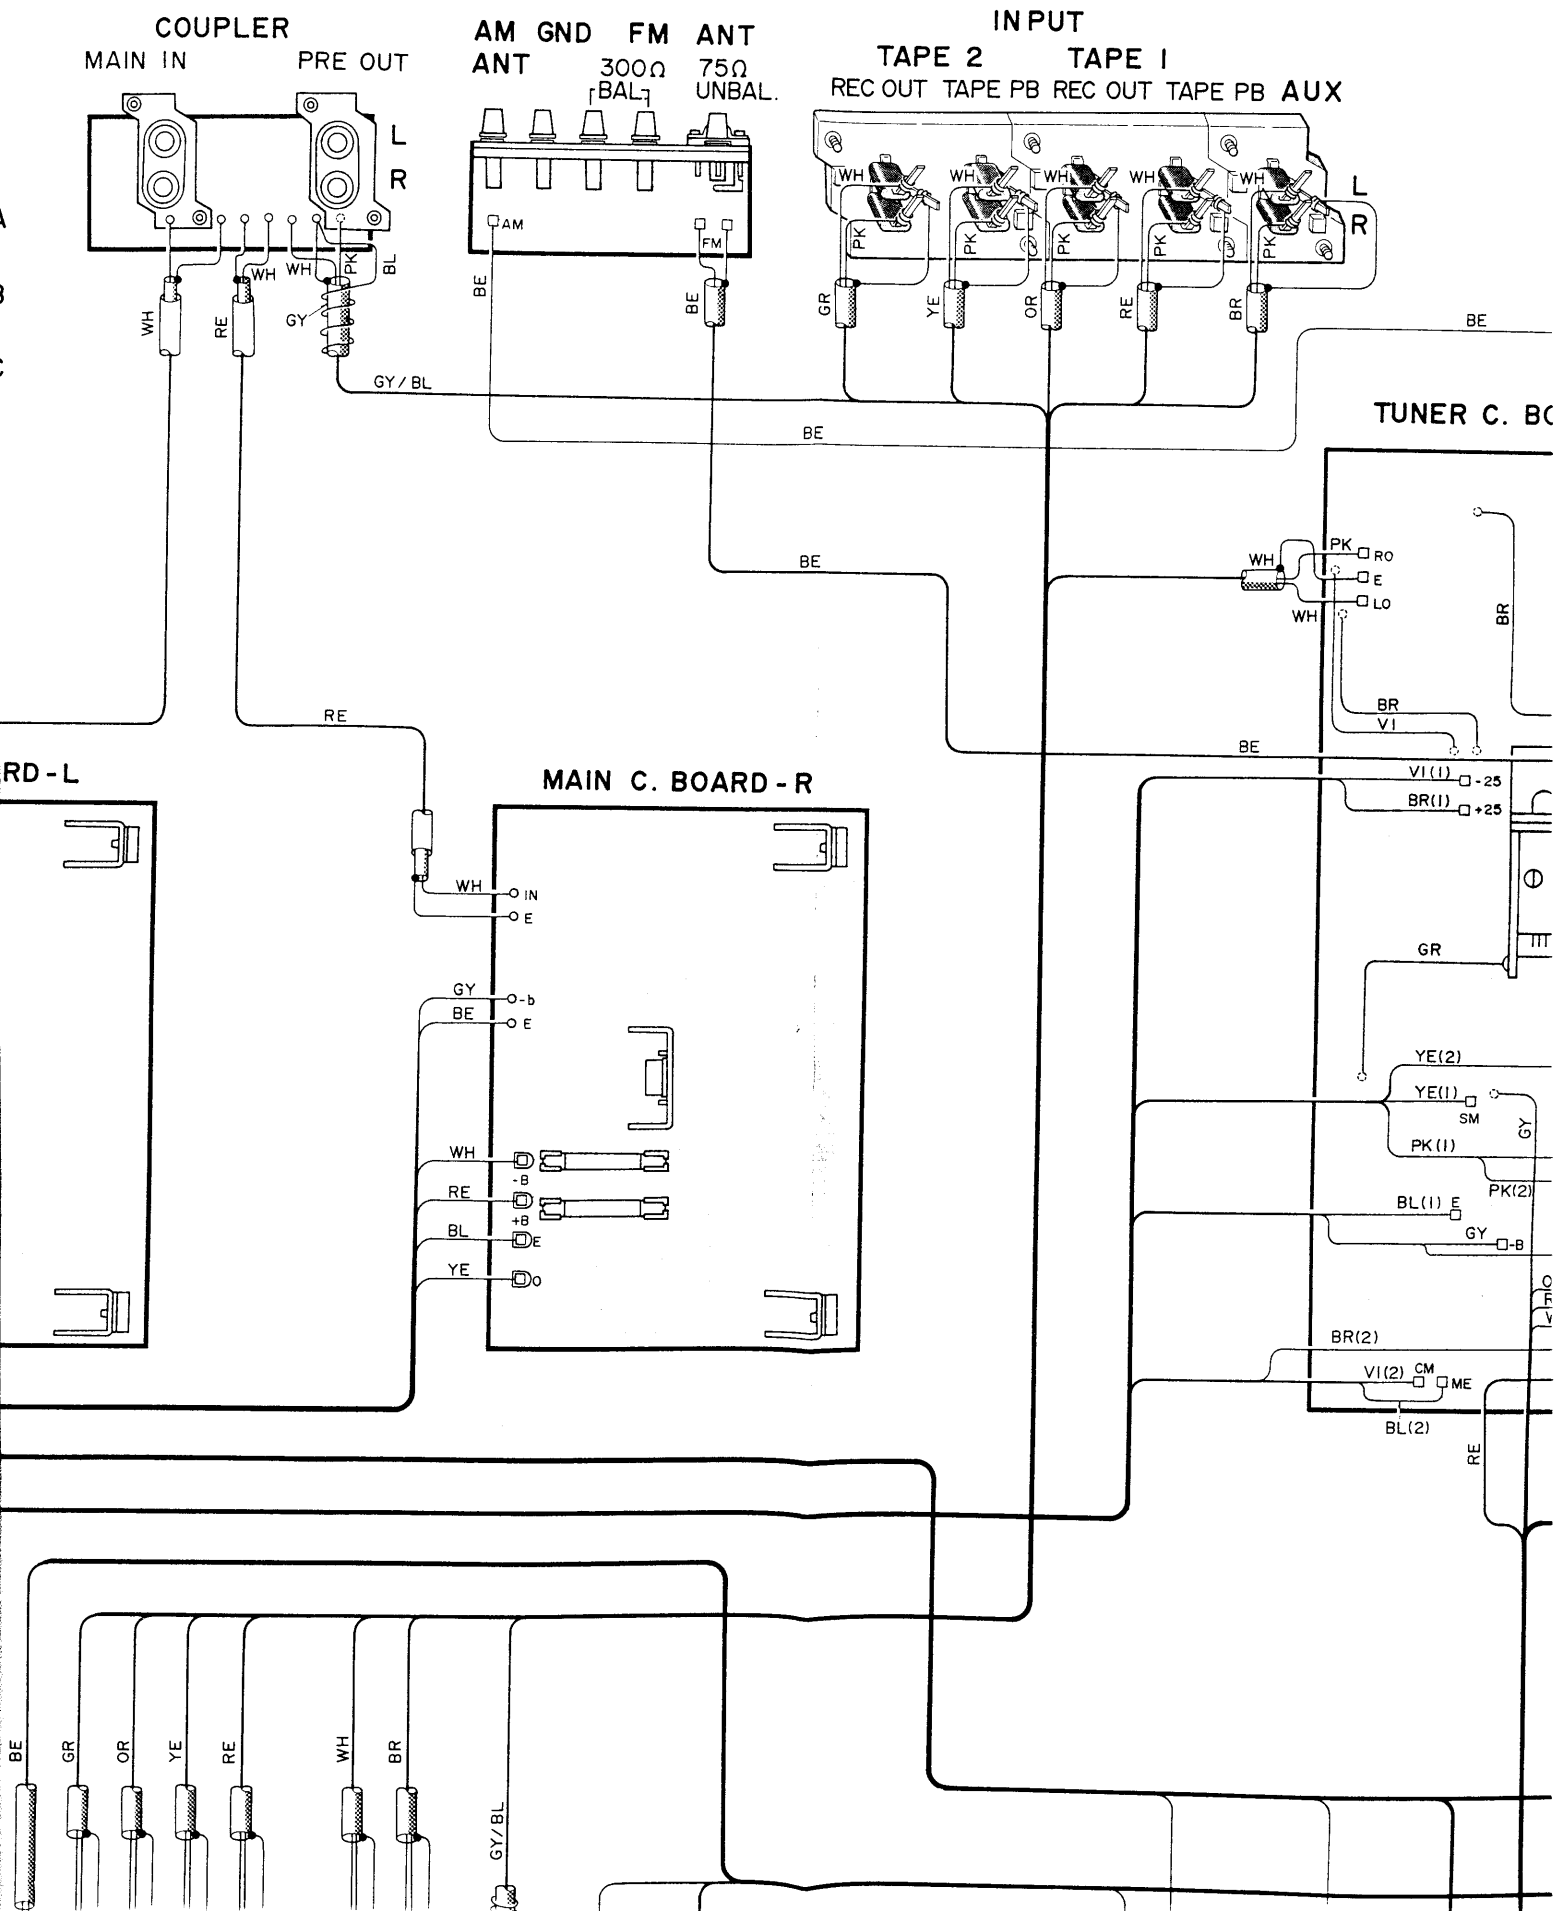 COUPLER
MAIN IN PRE OUT
L
R
WH
WH
PK
BL
WH
RE
GY
GY/BL
AM GND FM ANT
ANT 300Ω 75Ω
BAL. UNBAL.
AM
FM
BE
BE
INPUT
TAPE 2 TAPE 1
REC OUT TAPE PB REC OUT TAPE PB AUX
WH WH WH WH WH
L
R
PK PK PK PK PK
GR YE OR RE BR
BE
BE
TUNER C. BO
BE
WH
PK RO
E
LO
WH
BR
BR
VI
RE
BE
VI(1) -25
BR(1) +25
RD-L
MAIN C. BOARD-R
WH IN
E
GY -b
BE E
WH
-B
RE
+B
BL E
YE O
GR
YE(2)
YE(1)
SM
GY
PK(1)
PK(2)
BL(1) E
GY -B
BR(2)
VI(2) CM
ME
BL(2)
RE
BE GR OR YE RE WH BR
GY/BL